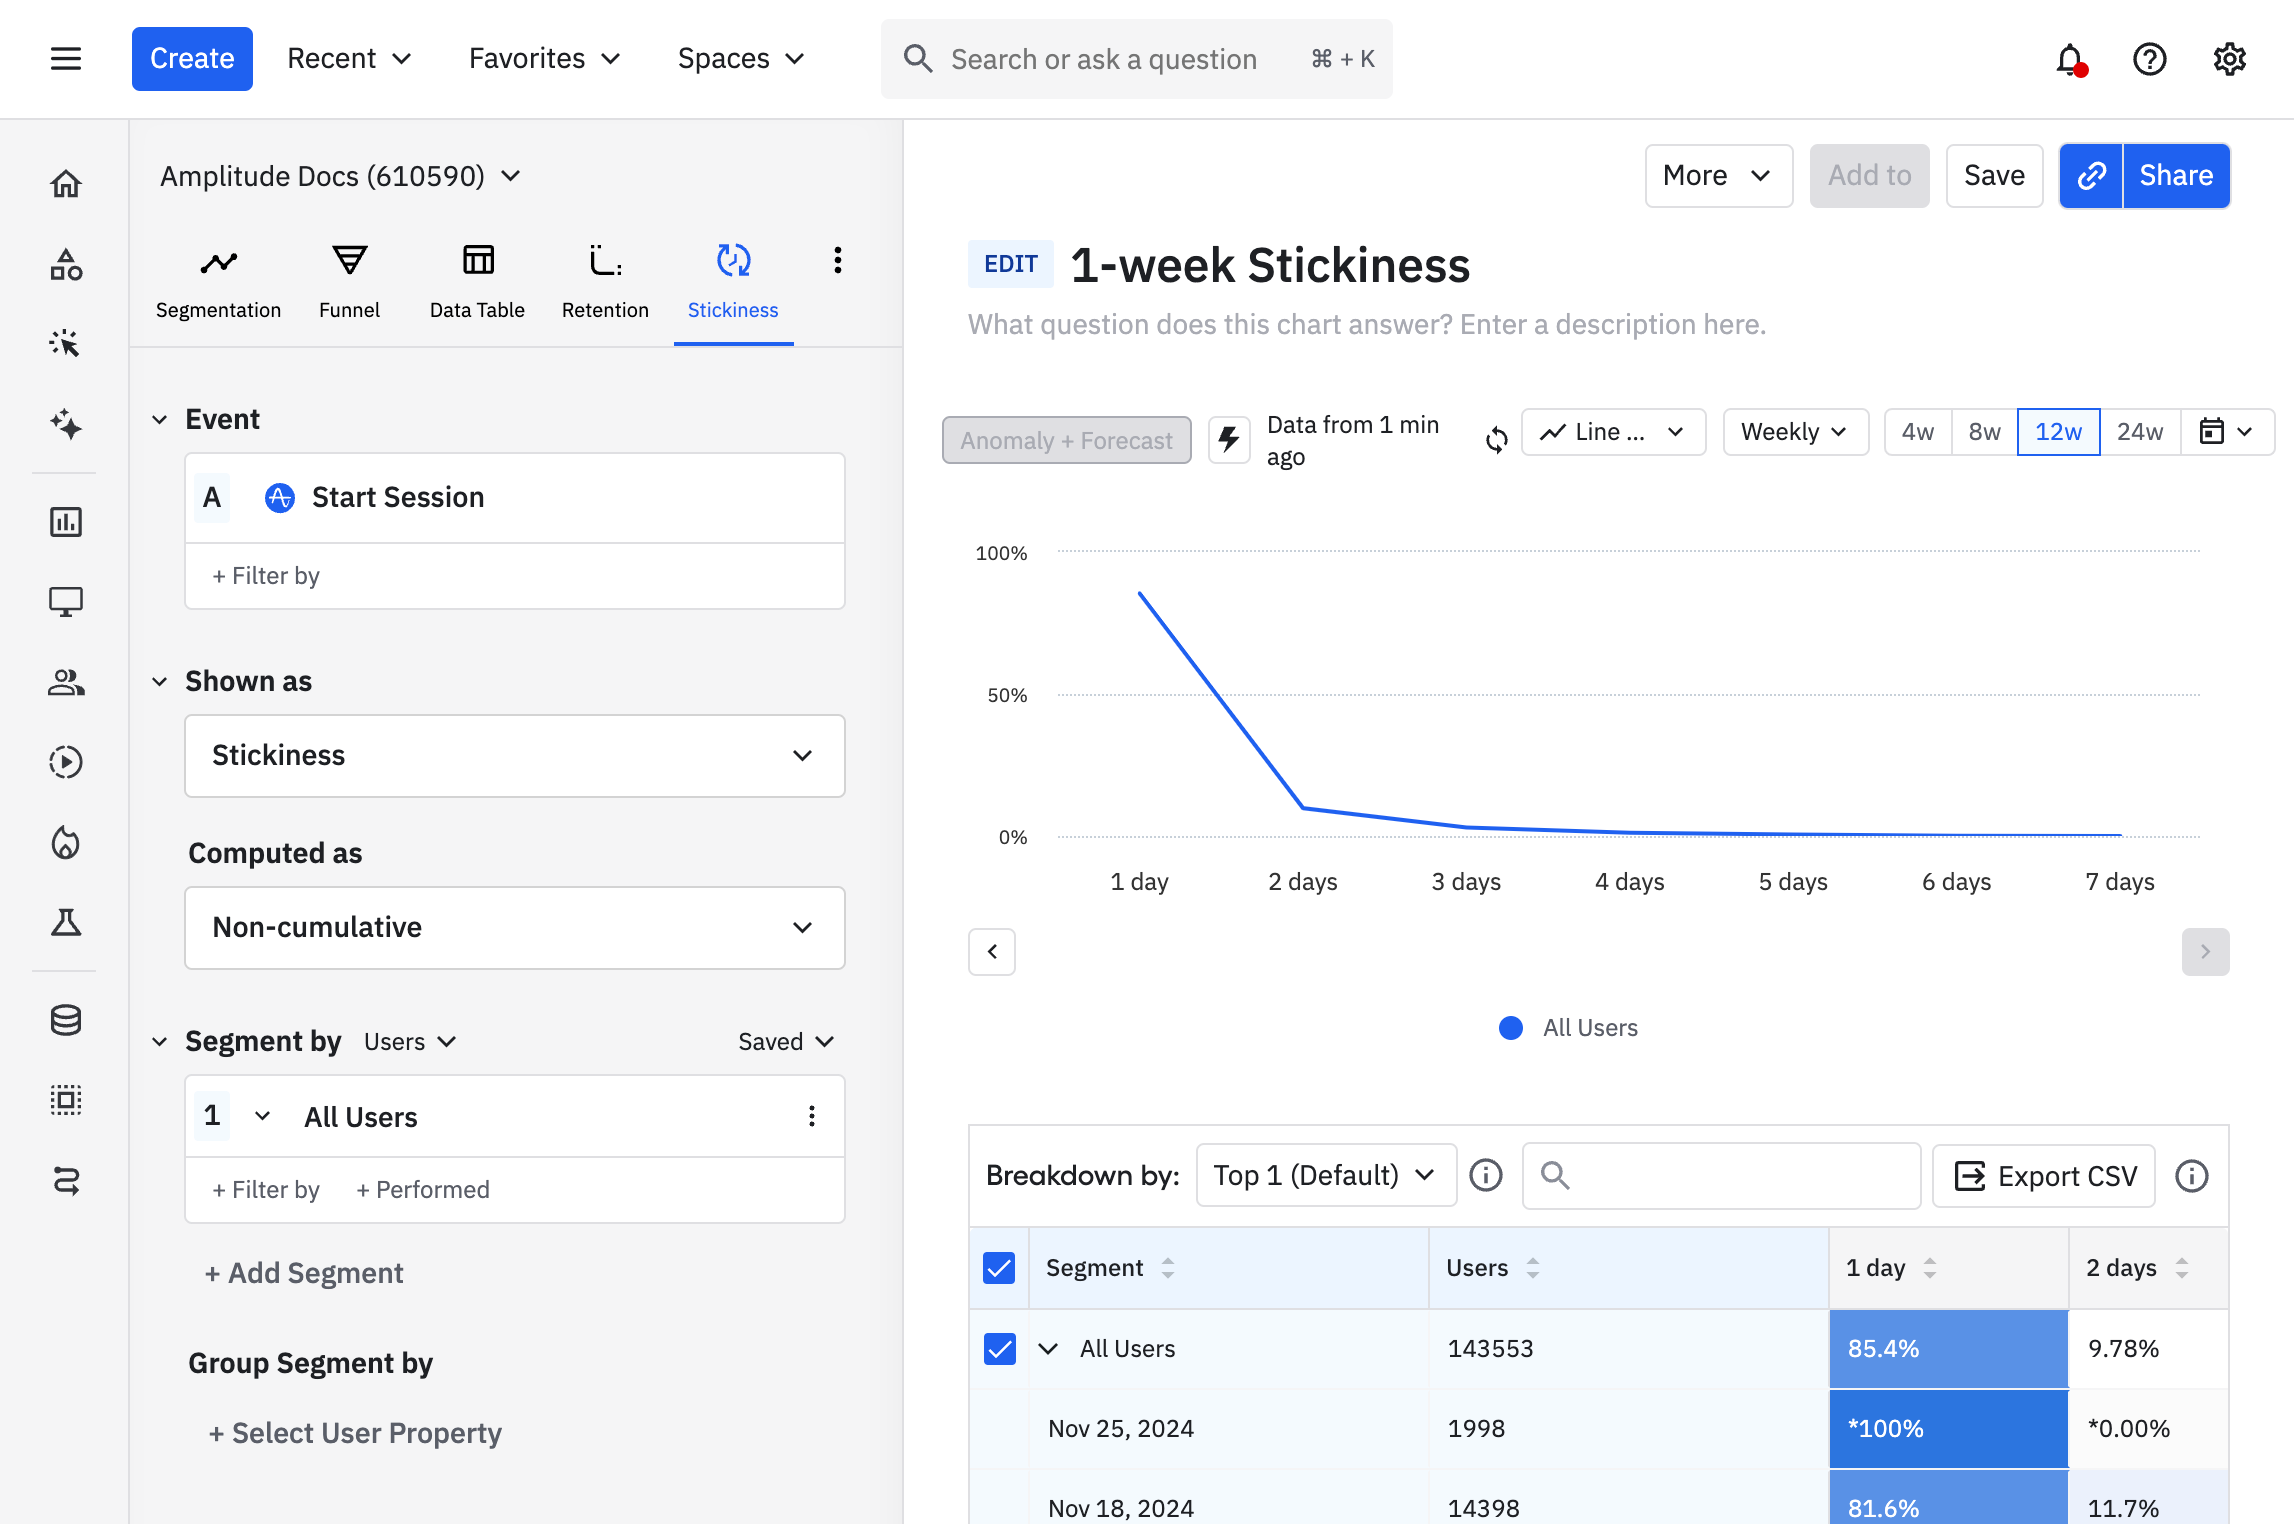 Create Recent Favorites Spaces Search or ask a question ⌘ + K
Amplitude Docs (610590)
Segmentation Funnel Data Table Retention Stickiness
Event
A Start Session
+ Filter by
Shown as
Stickiness
Computed as
Non-cumulative
Segment by Users Saved
1 All Users
+ Filter by + Performed
+ Add Segment
Group Segment by
+ Select User Property
More Add to Save Share
EDIT 1-week Stickiness
What question does this chart answer? Enter a description here.
Anomaly + Forecast Data from 1 min
ago
Line ... Weekly 4w 8w 12w 24w
100%
50%
0%
1 day 2 days 3 days 4 days 5 days 6 days 7 days
All Users
Breakdown by: Top 1 (Default) Export CSV
Segment Users 1 day 2 days
All Users 143553 85.4% 9.78%
Nov 25, 2024 1998 *100% *0.00%
Nov 18, 2024 14398 81.6% 11.7%